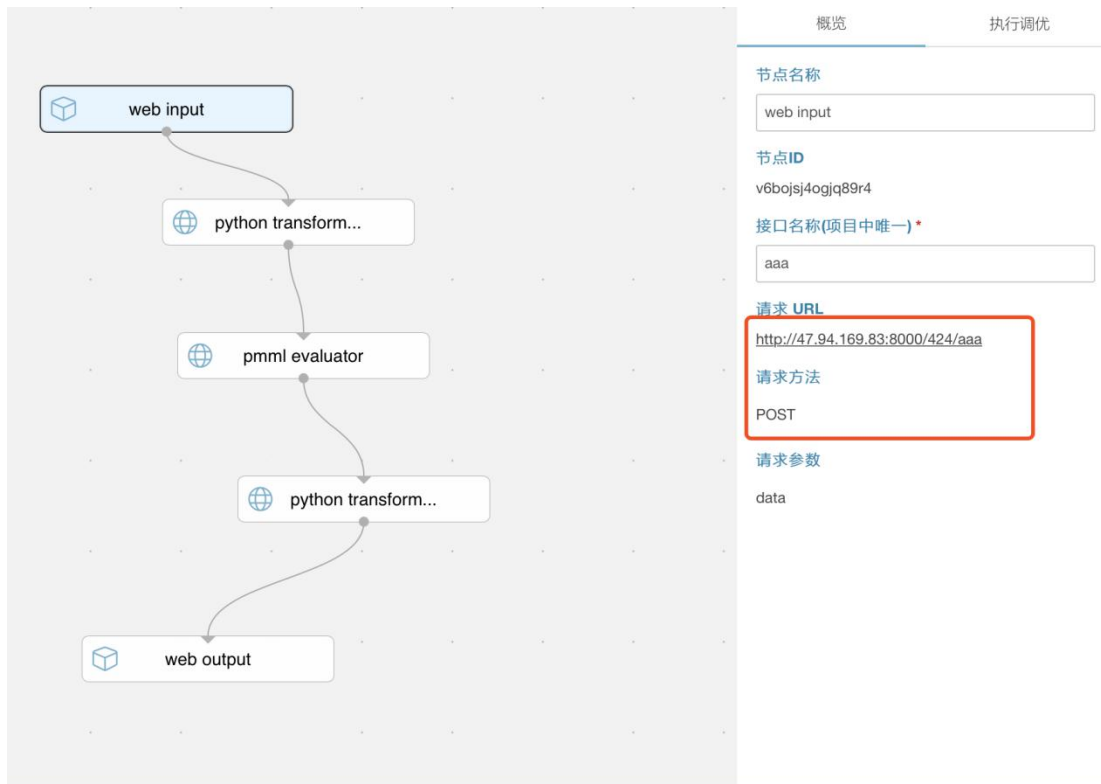 web input
python transform...
pmml evaluator
python transform...
web output
概览
执行调优
节点名称
web input
节点ID
v6bojsj4ogjq89r4
接口名称(项目中唯一) *
aaa
请求 URL
http://47.94.169.83:8000/424/aaa
请求方法
POST
请求参数
data